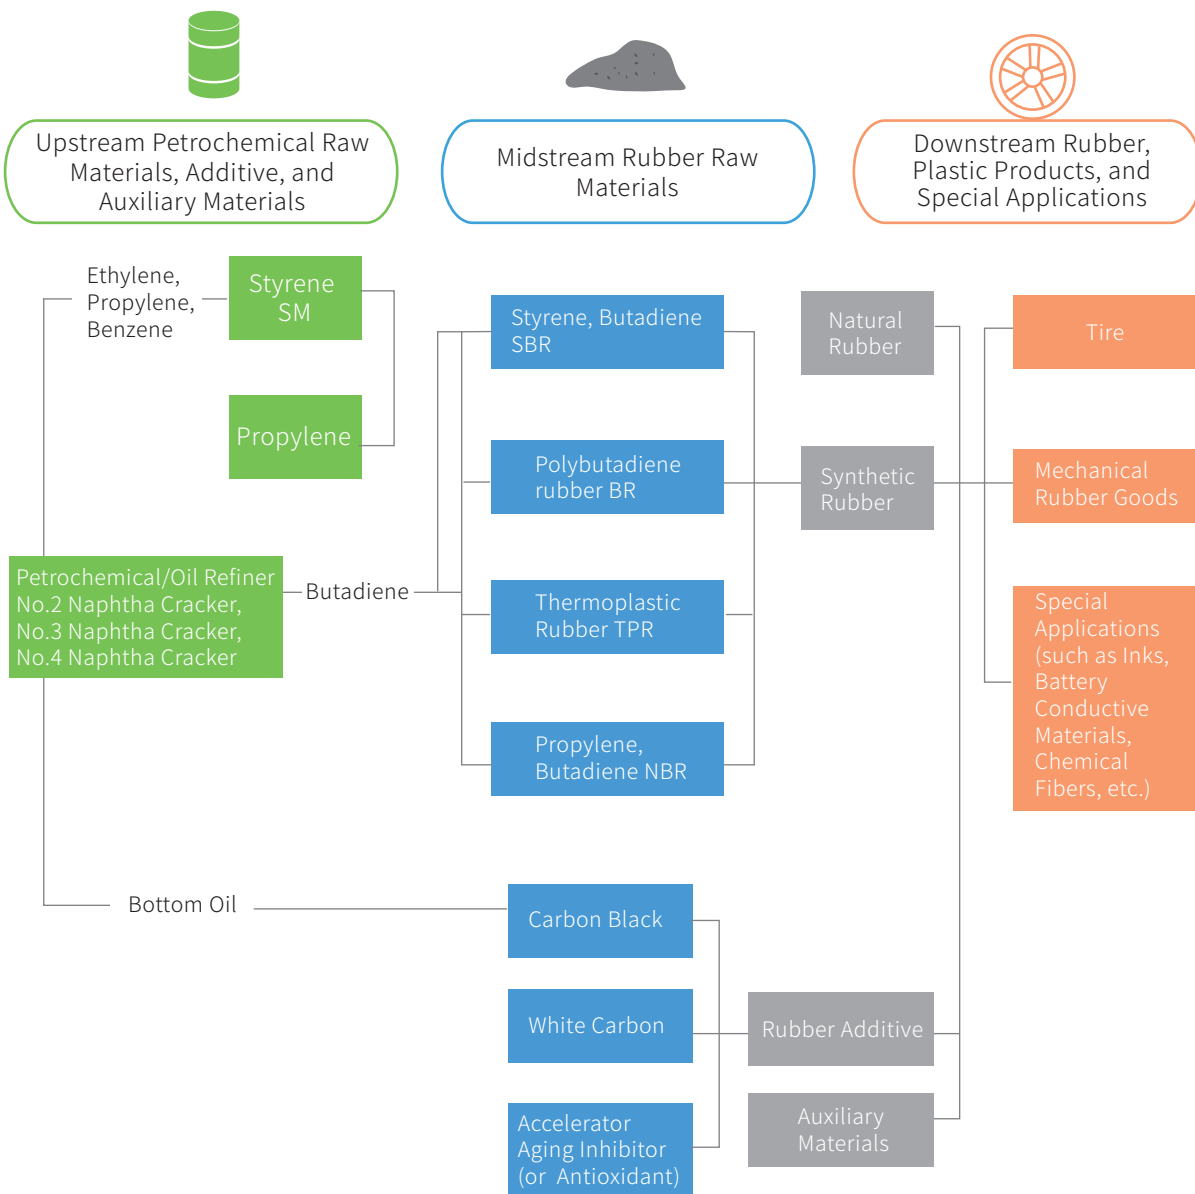 Upstream Petrochemical Raw
Materials, Additive, and
Auxiliary Materials
Midstream Rubber Raw
Materials
Downstream Rubber,
Plastic Products, and
Special Applications
Ethylene,
Propylene,
Benzene
Styrene
SM
Propylene
Petrochemical/Oil Refiner
No.2 Naphtha Cracker,
No.3 Naphtha Cracker,
No.4 Naphtha Cracker
Butadiene
Bottom Oil
Styrene, Butadiene
SBR
Polybutadiene
rubber BR
Thermoplastic
Rubber TPR
Propylene,
Butadiene NBR
Carbon Black
White Carbon
Accelerator
Aging Inhibitor
(or Antioxidant)
Natural
Rubber
Synthetic
Rubber
Rubber Additive
Auxiliary
Materials
Tire
Mechanical
Rubber Goods
Special
Applications
(such as Inks,
Battery
Conductive
Materials,
Chemical
Fibers, etc.)